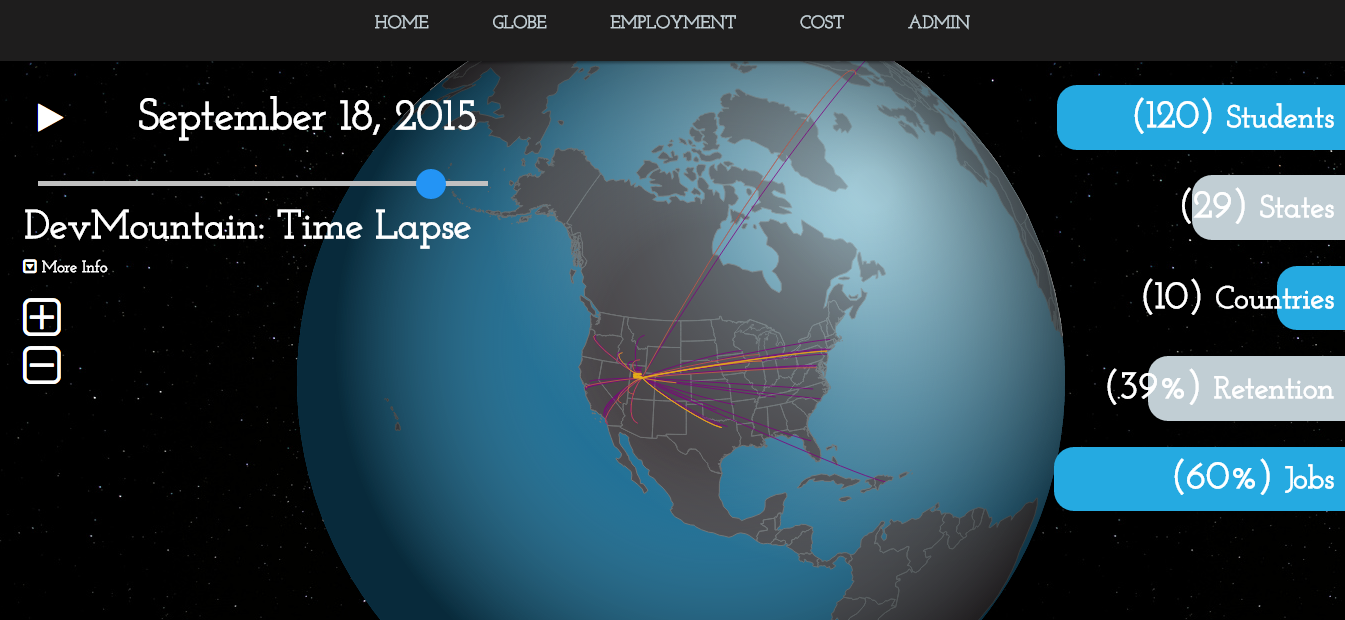 HOME GLOBE EMPLOYMENT COST ADMIN
September 18, 2015
DevMountain: Time Lapse
More Info
(120) Students
(29) States
(10) Countries
(.39%) Retention
(60%) Jobs